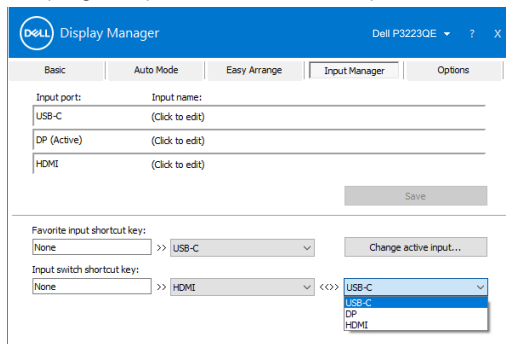 DELL Display Manager Dell P3223QE ? X
Basic Auto Mode Easy Arrange Input Manager Options
Input port: Input name:
USB-C (Click to edit)
DP (Active) (Click to edit)
HDMI (Click to edit)
Save
Favorite input shortcut key:
None >> USB-C Change active input...
Input switch shortcut key:
None >> HDMI <<>> USB-C
USB-C
DP
HDMI